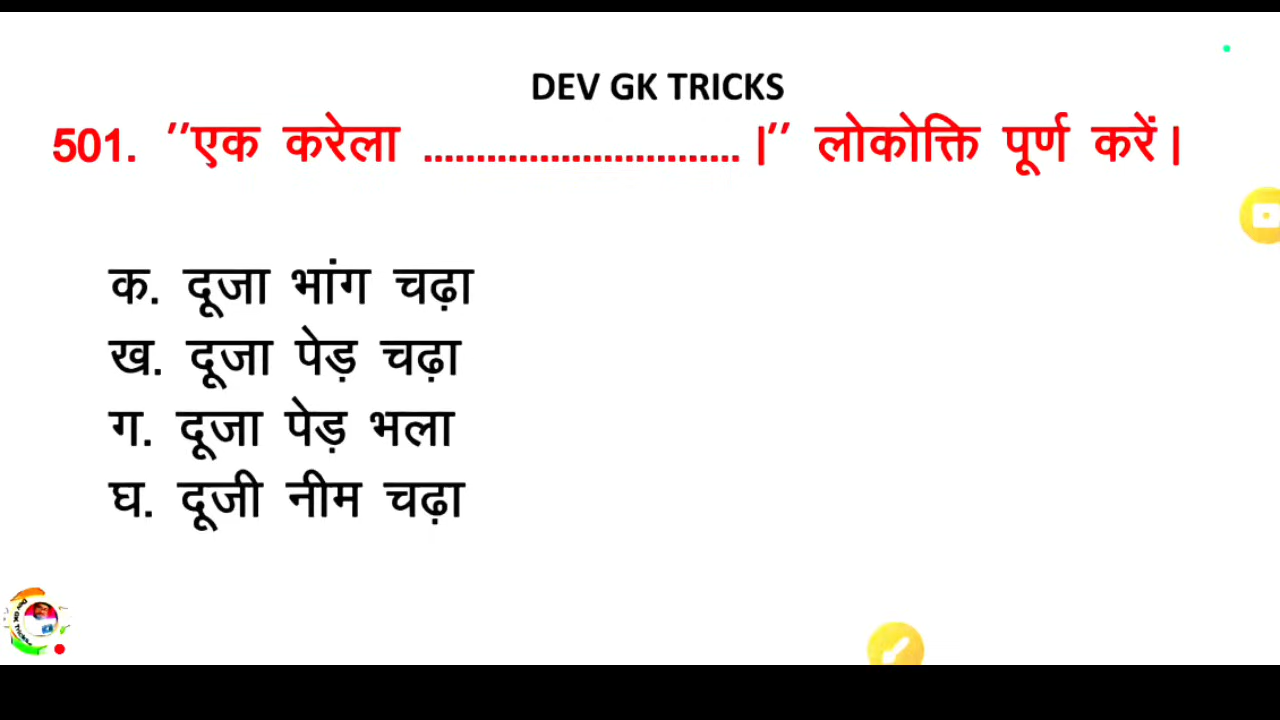 DEV GK TRICKS
501. ’’एक करेला .............................. ।’’ लोकोक्ति पूर्ण करें।
क. दूजा भांग चढ़ा
ख. दूजा पेड़ चढ़ा
ग. दूजा पेड़ भला
घ. दूजी नीम चढ़ा